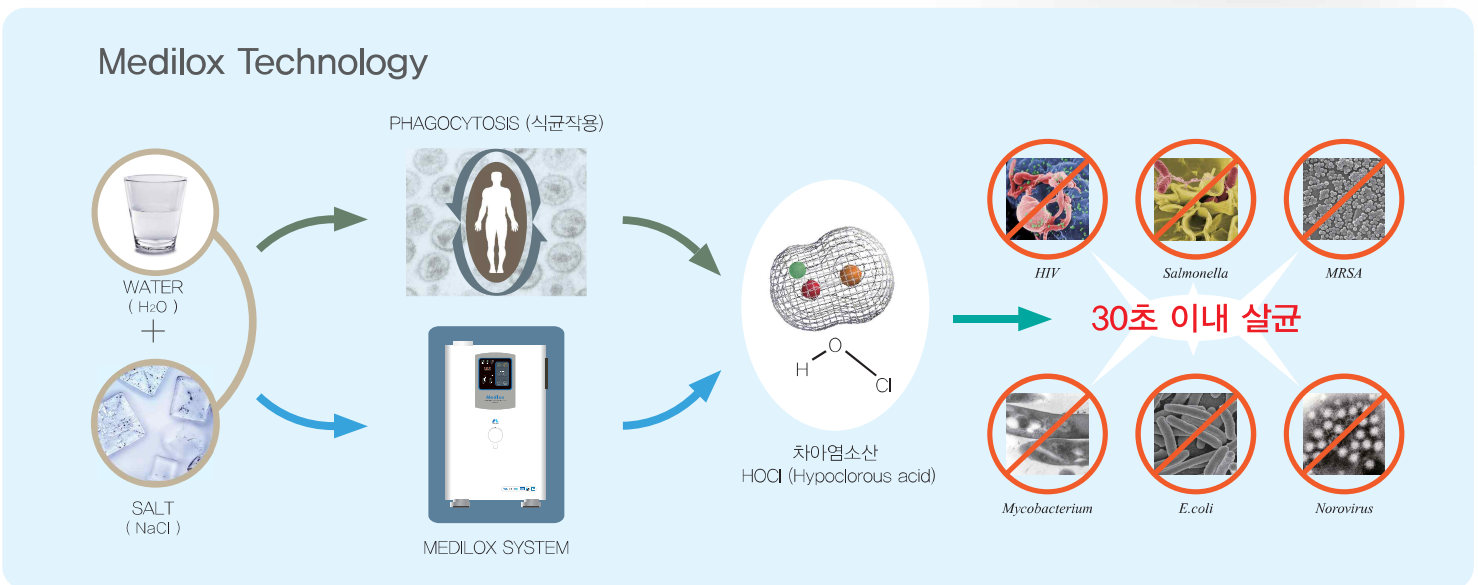 Medilox Technology
PHAGOCYTOSIS (식균작용)
WATER
( H2O )
+
SALT
( NaCl )
Medilox
MEDILOX SYSTEM
H
O
Cl
차아염소산
HOCl (Hypoclorous acid)
HIV
Salmonella
MRSA
30초 이내 살균
Mycobacterium
E.coli
Norovirus